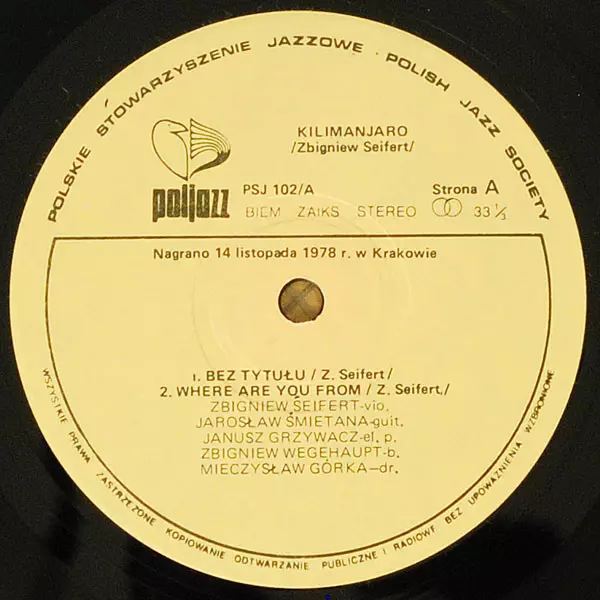 POLSKIE STOWARZYSZENIE JAZZOWE · POLISH JAZZ SOCIETY
KILIMANJARO
/Zbigniew Seifert/
poljazz
PSJ 102/A
Strona A
BIEM ZAIKS STEREO
33 ⅓
Nagrano 14 listopada 1978 r. w Krakowie
1. BEZ TYTUŁU / Z. Seifert/
2. WHERE ARE YOU FROM / Z. Seifert./
ZBIGNIEW SEIFERT-vio.
JAROSŁAW ŚMIETANA-guit.
JANUSZ GRZYWACZ-el. p.
ZBIGNIEW WEGEHAUPT-b.
MIECZYSŁAW GÓRKA—dr.
WSZYSTKIE PRAWA ZASTRZEŻONE KOPIOWANIE ODTWARZANIE PUBLICZNE I RADIOWE BEZ UPOWAŻNIENIA WZBRONIONE